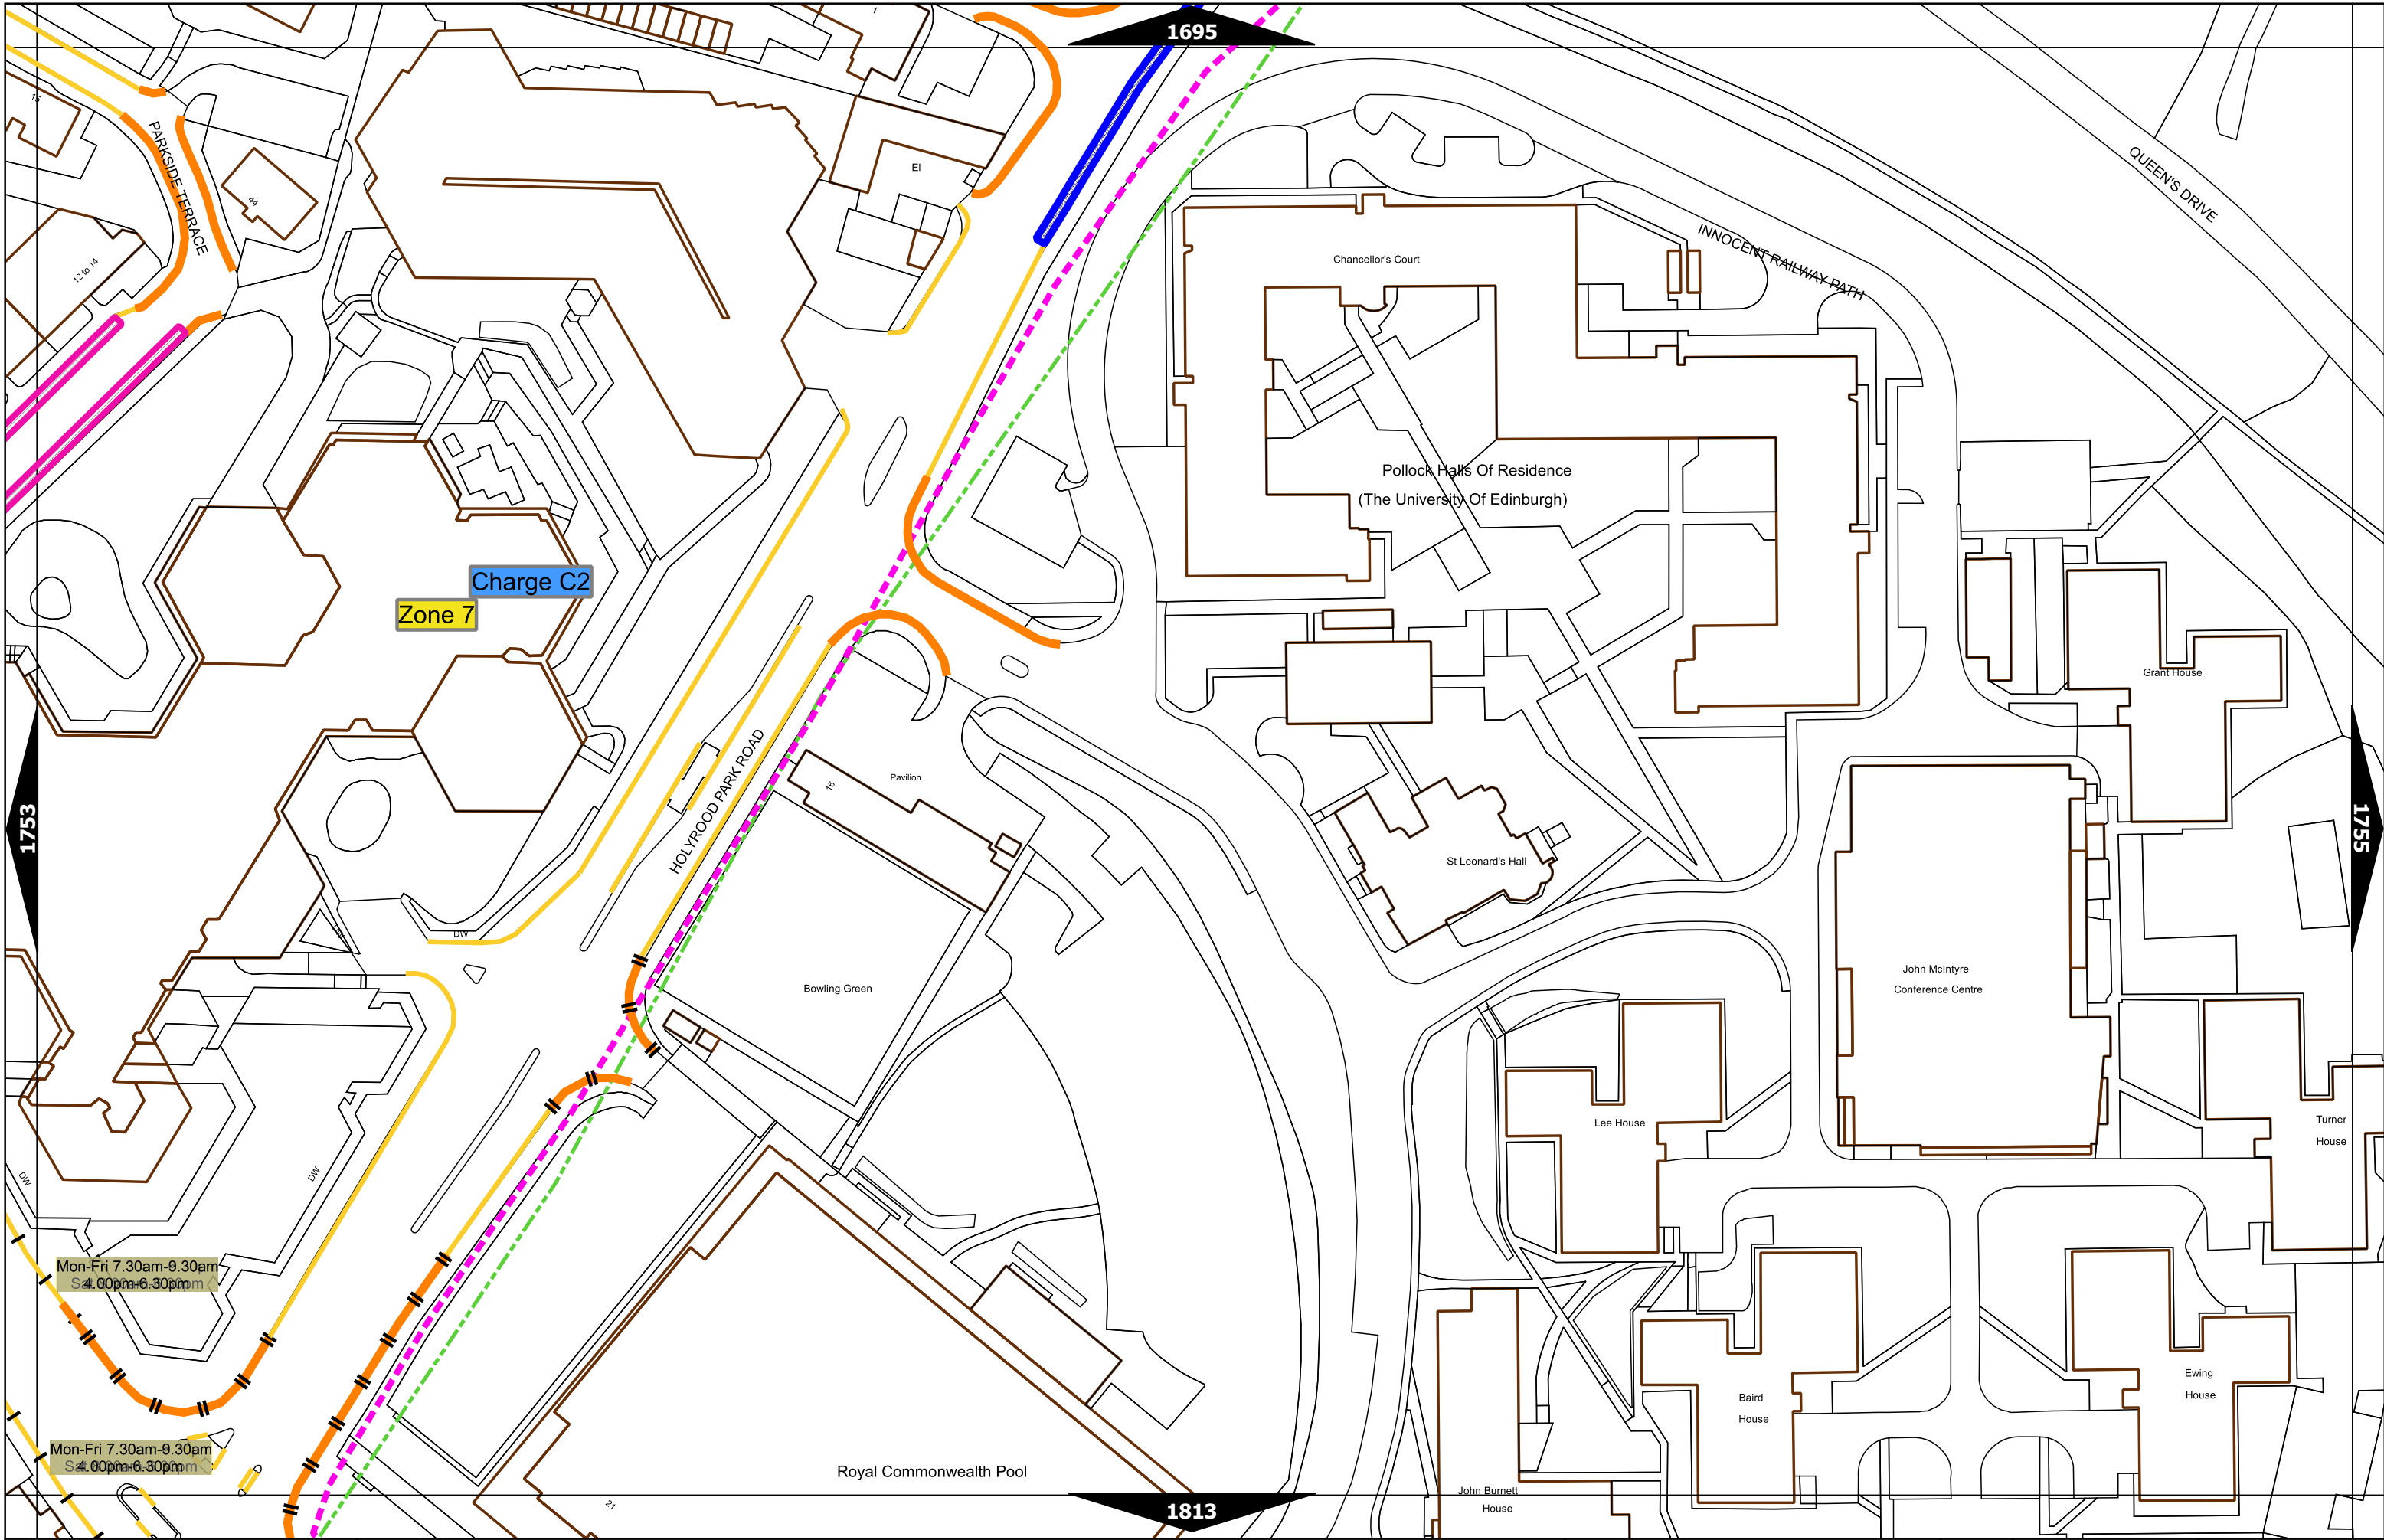 1695
1
15
PARKSIDE TERRACE
44
12 to 14
El
QUEEN'S DRIVE
INNOCENT RAILWAY PATH
Chancellor's Court
Pollock Halls Of Residence
(The University Of Edinburgh)
Charge C2
Zone 7
Grant House
HOLYROOD PARK ROAD
Pavilion
16
1753
1755
St Leonard's Hall
DW
DW
John McIntyre
Conference Centre
Bowling Green
Lee House
Turner
House
DW
DW
Mon-Fri 7.30am-9.30am
4.00pm-6.30pm
Baird
House
Ewing
House
Mon-Fri 7.30am-9.30am
4.00pm-6.30pm
Royal Commonwealth Pool
21
John Burnett
House
1813